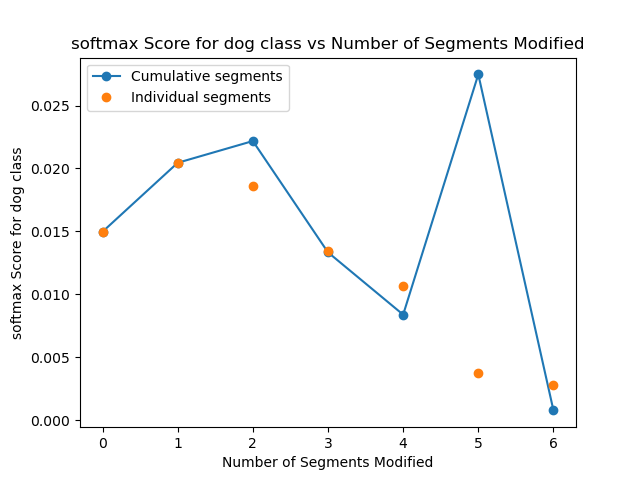 softmax Score for dog class vs Number of Segments Modified
Cumulative segments
Individual segments
0.025
0.020
0.015
0.010
0.005
0.000
softmax Score for dog class
0 1 2 3 4 5 6
Number of Segments Modified